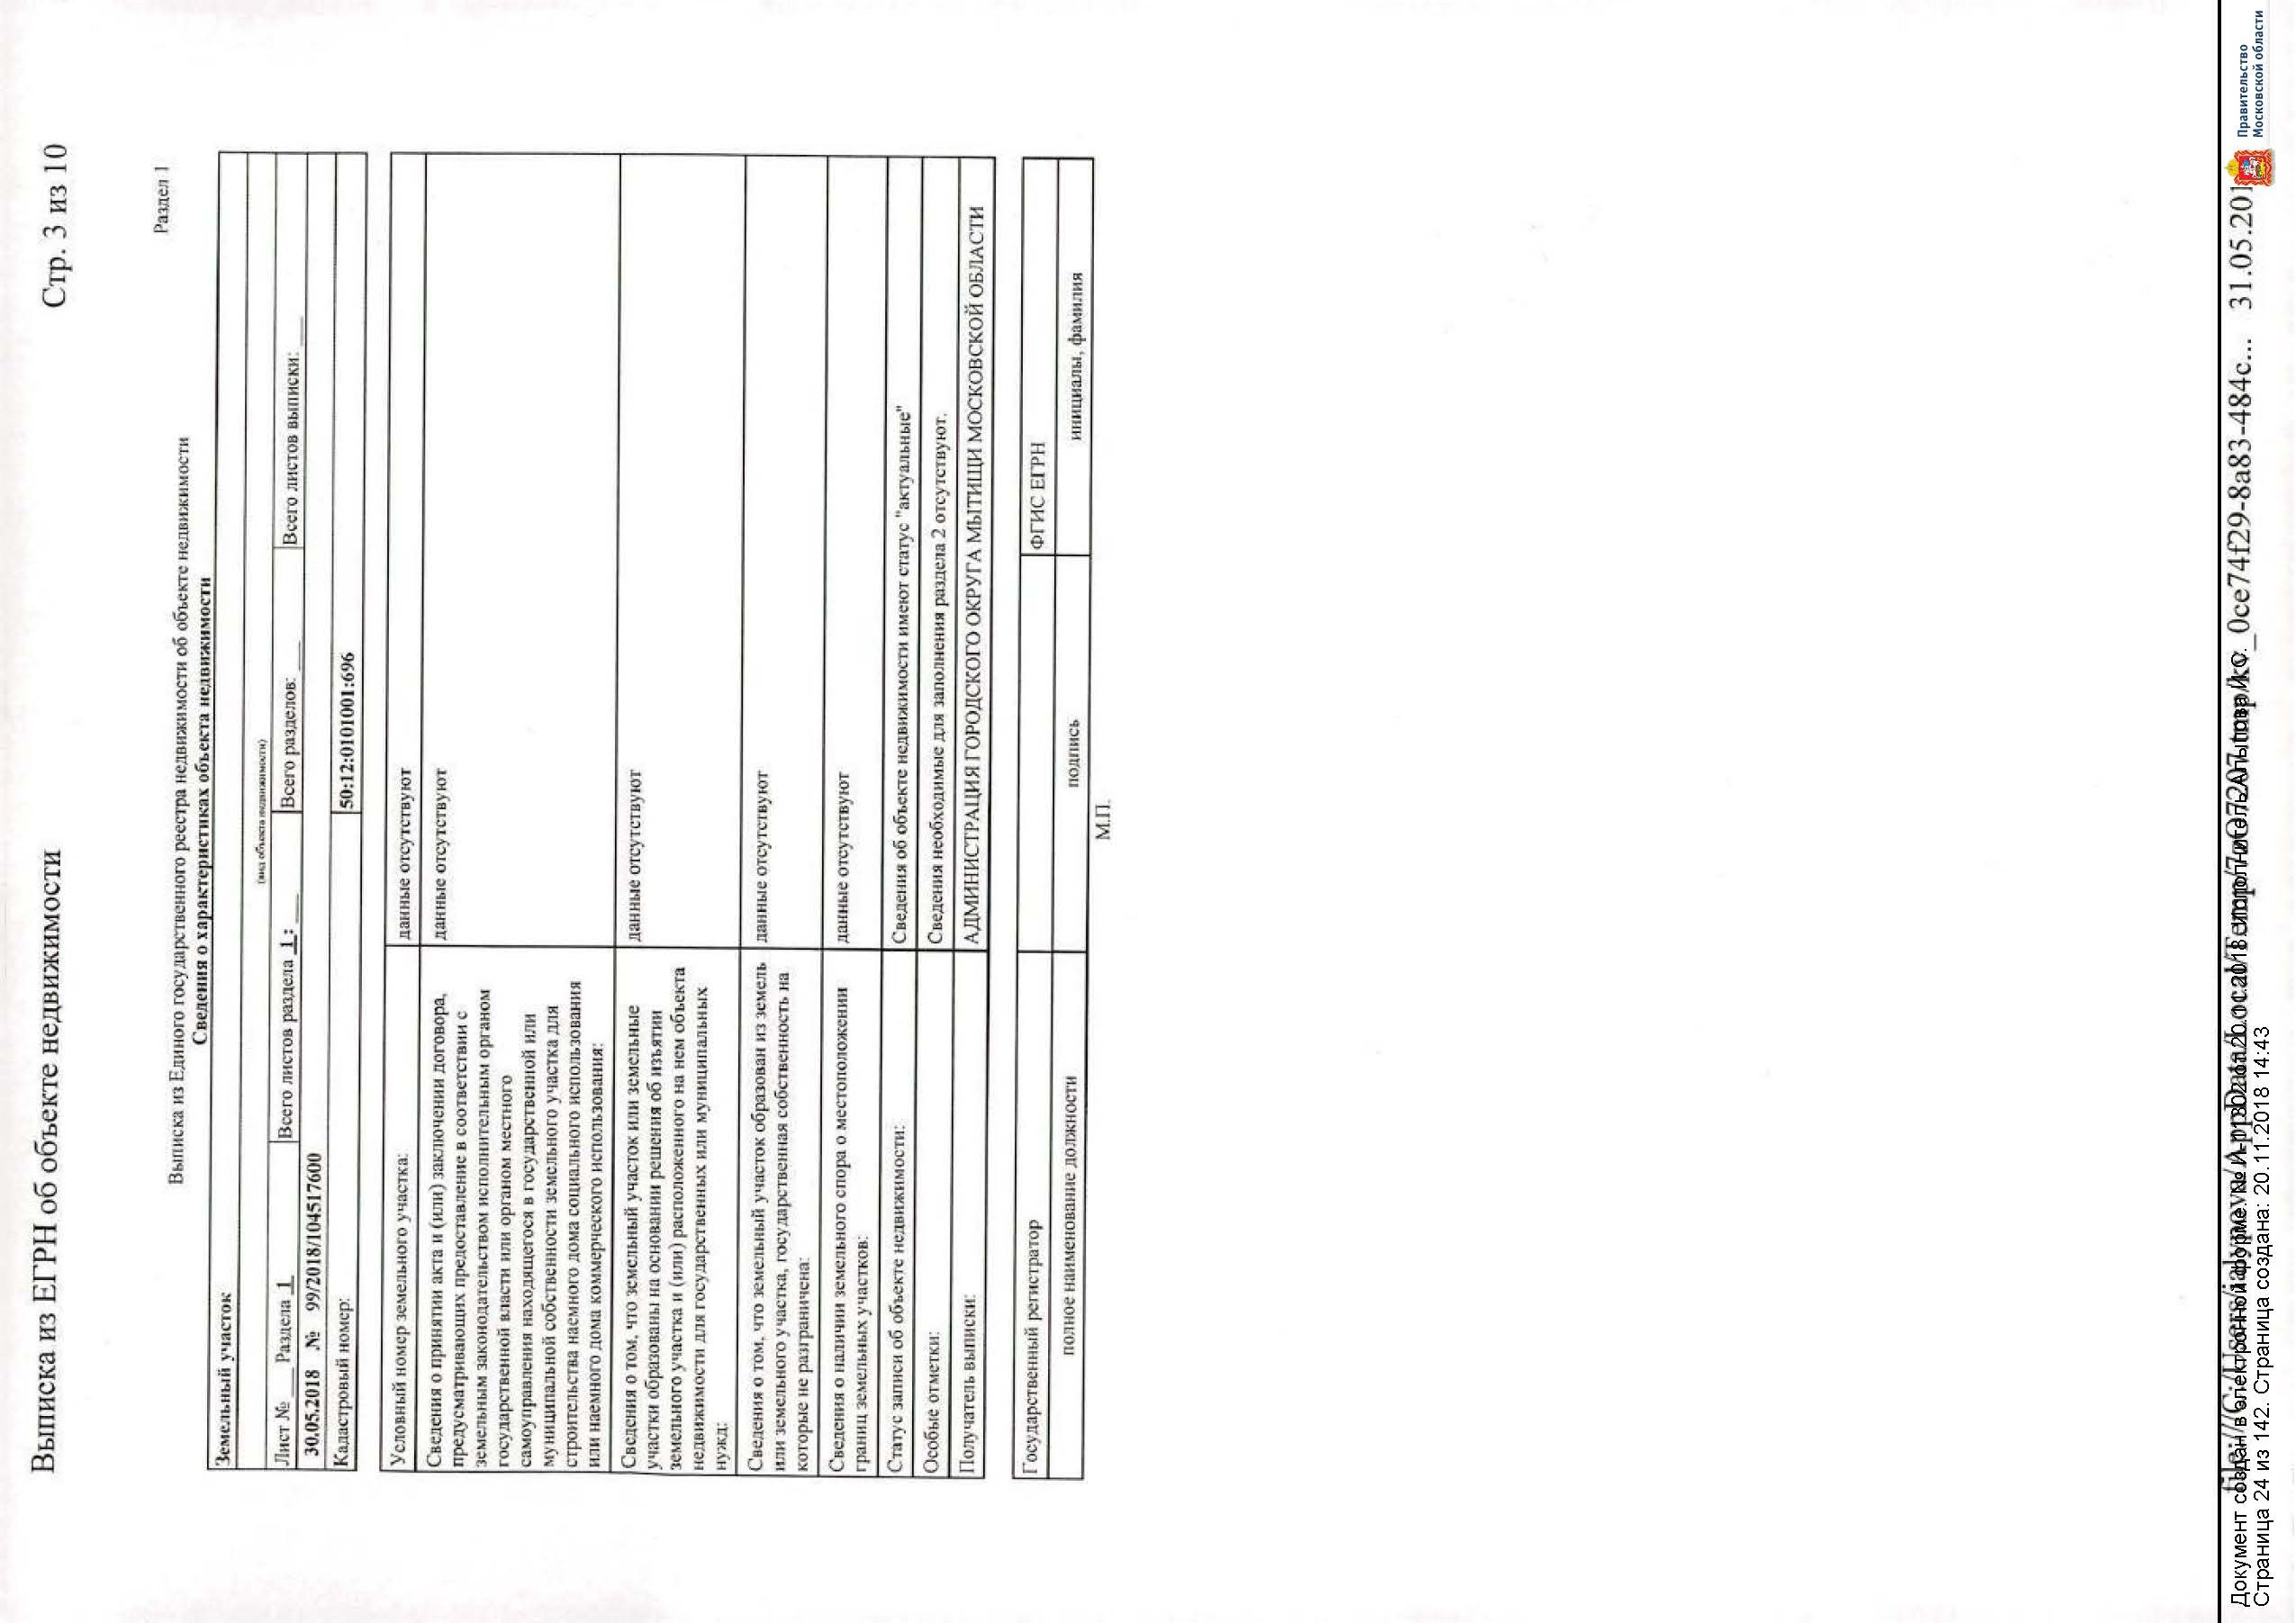 Выписка из ЕГРН об объекте недвижимости
Стр. 3 из 10
Раздел 1
Выписка из Единого государственного реестра недвижимости об объекте недвижимости
Сведения о характеристиках объекта недвижимости
Земельный участок
(вид объекта недвижимости)
Лист № ___ Раздела 1
Всего листов раздела 1: ___
Всего разделов: ___
Всего листов выписки: ___
30.05.2018 № 99/2018/104517600
Кадастровый номер:
50:12:0101001:696
Условный номер земельного участка:
данные отсутствуют
Сведения о принятии акта и (или) заключении договора,
предусматривающих предоставление в соответствии с
земельным законодательством исполнительным органом
государственной власти или органом местного
самоуправления находящегося в государственной или
муниципальной собственности земельного участка для
строительства наемного дома социального использования
или наемного дома коммерческого использования:
данные отсутствуют
Сведения о том, что земельный участок или земельные
участки образованы на основании решения об изъятии
земельного участка и (или) расположенного на нем объекта
недвижимости для государственных или муниципальных
нужд:
данные отсутствуют
Сведения о том, что земельный участок образован из земель
или земельного участка, государственная собственность на
которые не разграничена:
данные отсутствуют
Сведения о наличии земельного спора о местоположении
границ земельных участков:
данные отсутствуют
Статус записи об объекте недвижимости:
Сведения об объекте недвижимости имеют статус "актуальные"
Особые отметки:
Сведения необходимые для заполнения раздела 2 отсутствуют.
Получатель выписки:
АДМИНИСТРАЦИЯ ГОРОДСКОГО ОКРУГА МЫТИЩИ МОСКОВСКОЙ ОБЛАСТИ
Государственный регистратор
ФГИС ЕГРН
полное наименование должности
подпись
инициалы, фамилия
М.П.
_0ce74f29-8a83-484c... 31.05.201
Документ создан в электронной форме.
Страница 24 из 142. Страница создана: 20.11.2018 14:43
Правительство
Московской области